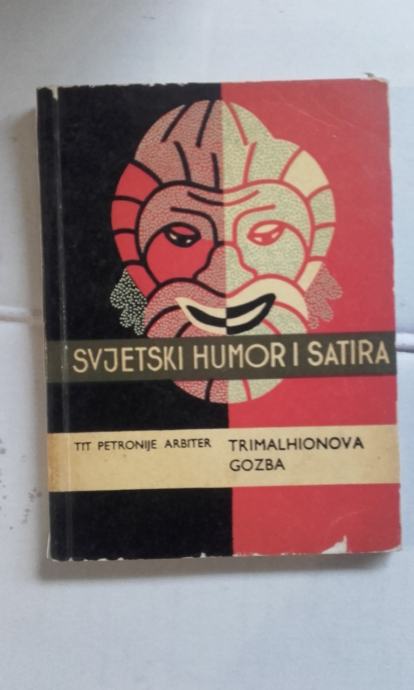 SVJETSKI HUMOR I SATIRA
TIT PETRONIJE ARBITER TRIMALHIONOVA
GOZBA